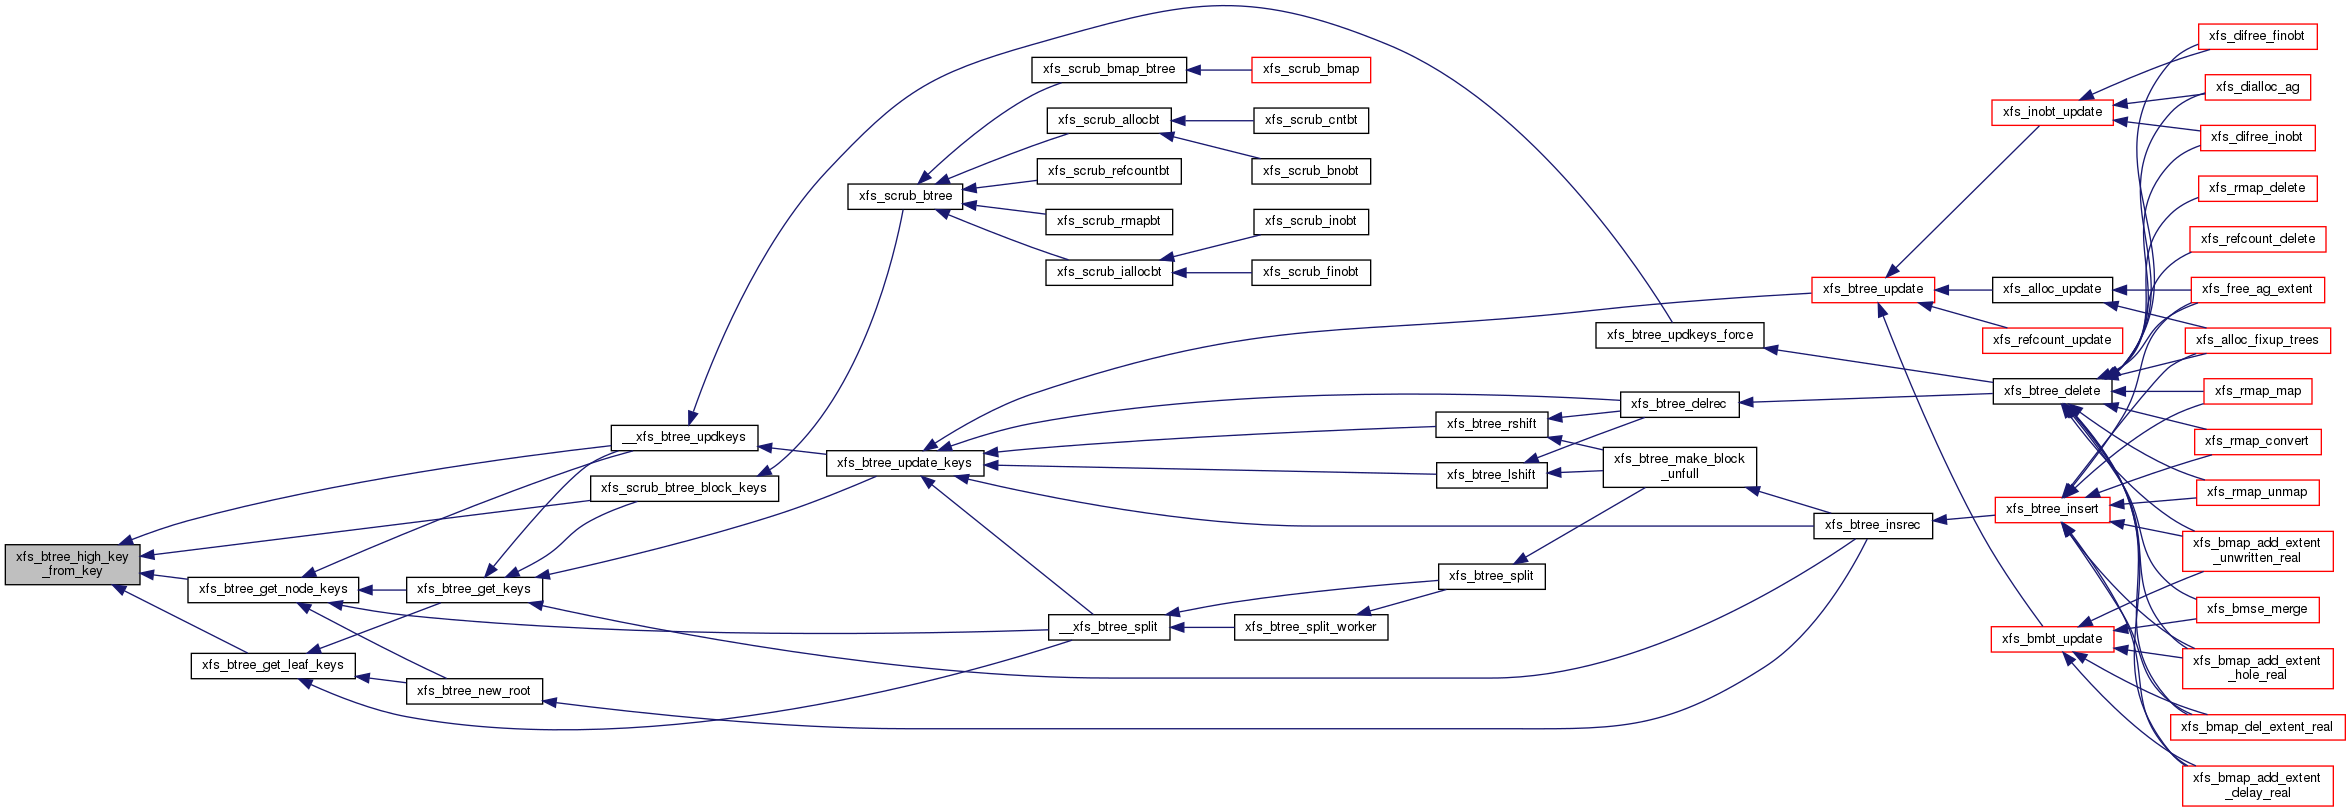 xfs_btree_high_key
_from_key
__xfs_btree_updkeys
xfs_scrub_btree_block_keys
xfs_btree_get_node_keys
xfs_btree_get_keys
xfs_btree_get_leaf_keys
xfs_btree_new_root
xfs_btree_update_keys
xfs_scrub_btree
xfs_scrub_bmap_btree
xfs_scrub_bmap
xfs_scrub_allocbt
xfs_scrub_cntbt
xfs_scrub_bnobt
xfs_scrub_refcountbt
xfs_scrub_rmapbt
xfs_scrub_iallocbt
xfs_scrub_inobt
xfs_scrub_finobt
__xfs_btree_split
xfs_btree_split_worker
xfs_btree_split
xfs_btree_rshift
xfs_btree_lshift
xfs_btree_delrec
xfs_btree_make_block
_unfull
xfs_btree_updkeys_force
xfs_btree_update
xfs_btree_insrec
xfs_inobt_update
xfs_alloc_update
xfs_refcount_update
xfs_btree_delete
xfs_btree_insert
xfs_bmbt_update
xfs_difree_finobt
xfs_dialloc_ag
xfs_difree_inobt
xfs_rmap_delete
xfs_refcount_delete
xfs_free_ag_extent
xfs_alloc_fixup_trees
xfs_rmap_map
xfs_rmap_convert
xfs_rmap_unmap
xfs_bmap_add_extent
_unwritten_real
xfs_bmse_merge
xfs_bmap_add_extent
_hole_real
xfs_bmap_del_extent_real
xfs_bmap_add_extent
_delay_real